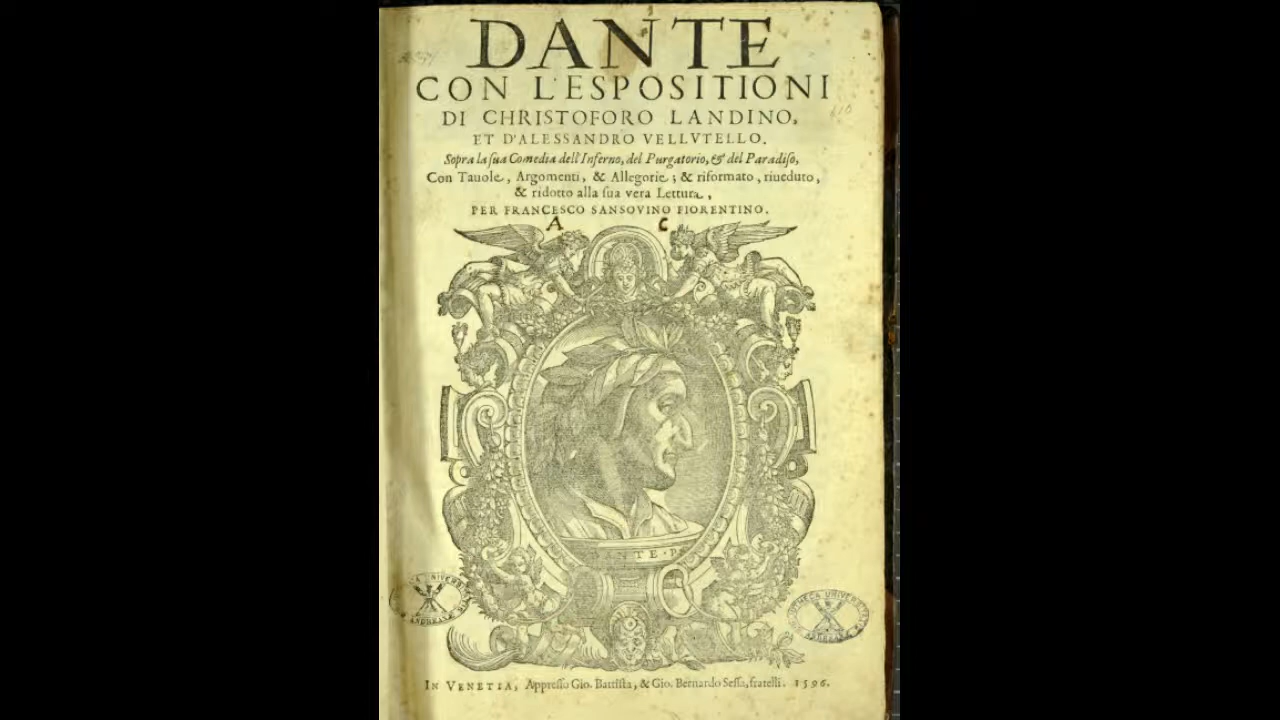 DANTE
CON L'ESPOSITIONI
DI CHRISTOFORO LANDINO,
ET D'ALESSANDRO VELLVTELLO.
Sopra la sua Comedia dell'Inferno, del Purgatorio, & del Paradiso,
Con Tauole, Argomenti, & Allegorie; & riformato, riueduto,
& ridotto alla sua vera Lettura,
PER FRANCESCO SANSOVINO FIORENTINO.
A C
DANTE · P
IN VENETIA, Appresso Gio. Battista, & Gio. Bernardo Sessa, fratelli. 1596.